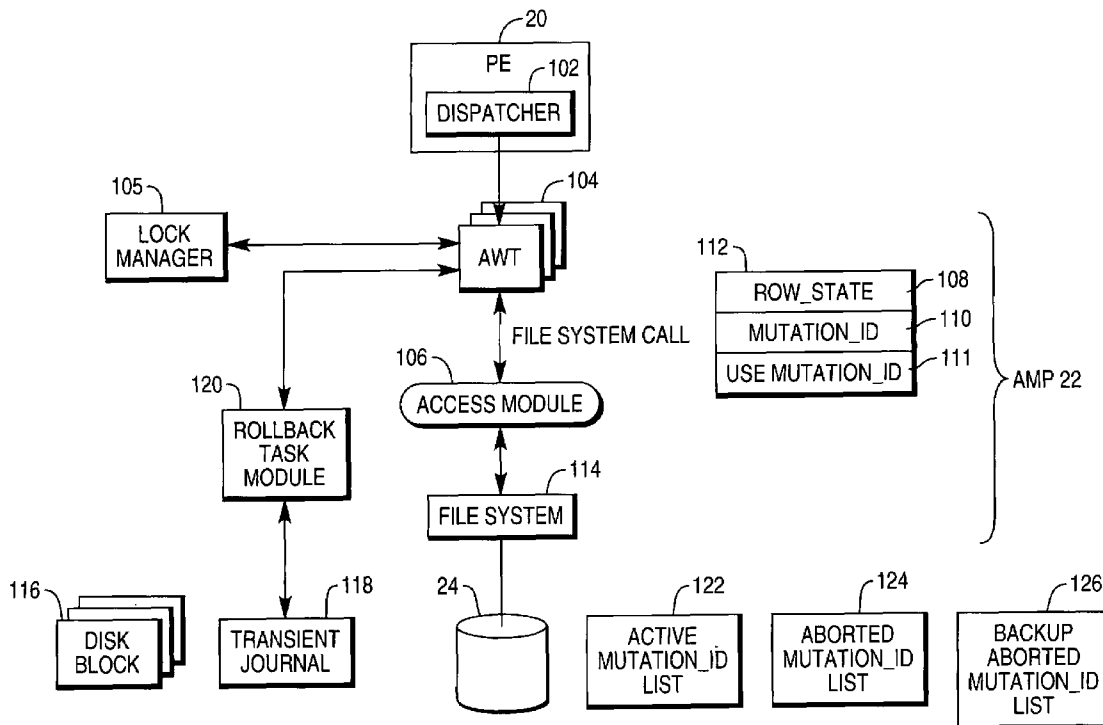 20
PE
102
DISPATCHER
105
LOCK
MANAGER
104
AWT
FILE SYSTEM CALL
112
ROW_STATE
108
MUTATION_ID
110
USE MUTATION_ID
111
AMP 22
106
ACCESS MODULE
120
ROLLBACK
TASK
MODULE
114
FILE SYSTEM
116
DISK
BLOCK
118
TRANSIENT
JOURNAL
24
122
ACTIVE
MUTATION_ID
LIST
124
ABORTED
MUTATION_ID
LIST
126
BACKUP
ABORTED
MUTATION_ID
LIST